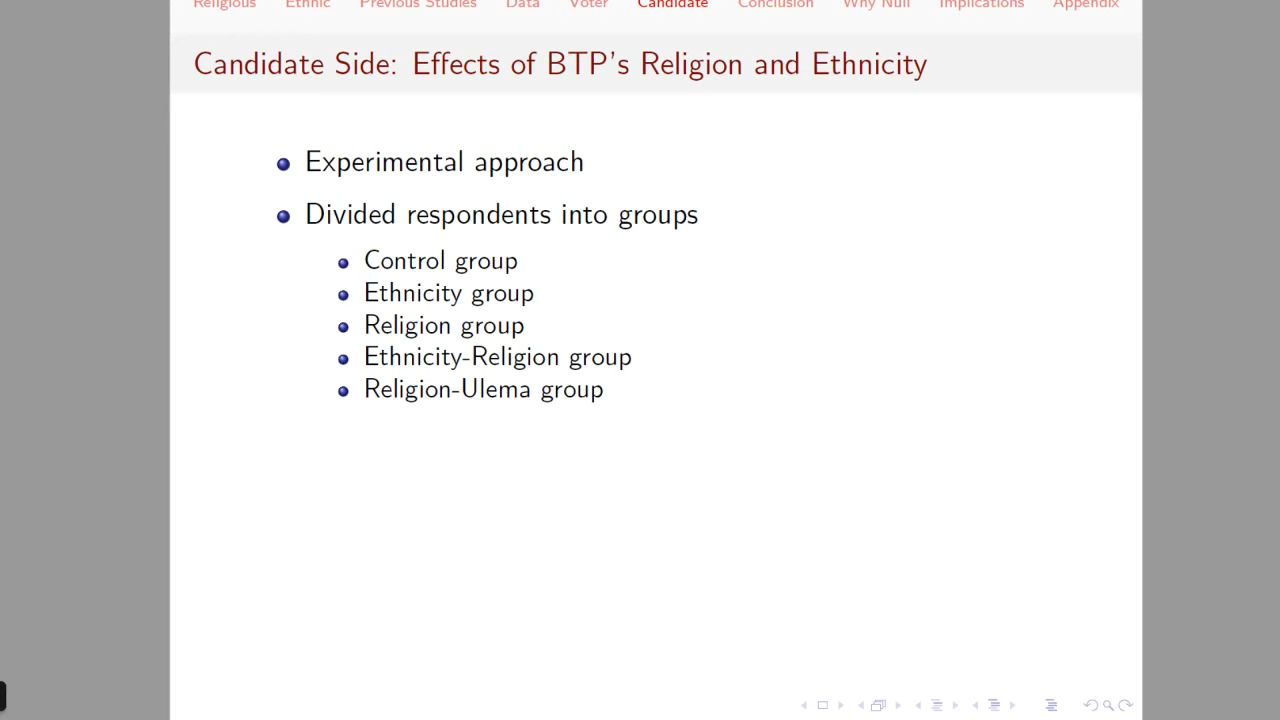 Religious Ethnic Previous Studies Data Voter Candidate Conclusion Why Null Implications Appendix
Candidate Side: Effects of BTP's Religion and Ethnicity
Experimental approach
Divided respondents into groups
Control group
Ethnicity group
Religion group
Ethnicity-Religion group
Religion-Ulema group